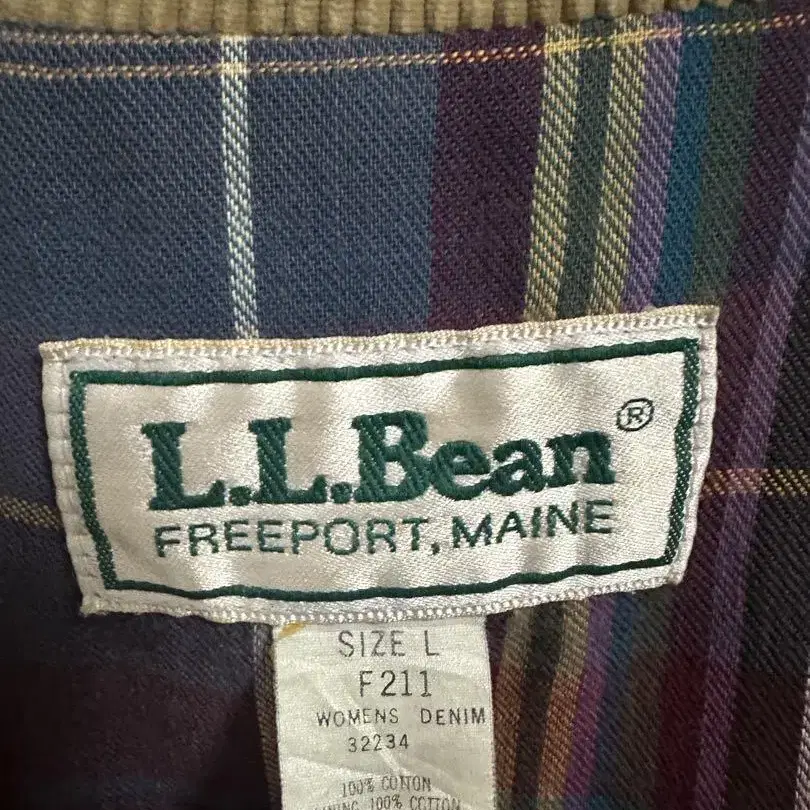 L.L.Bean®
FREEPORT, MAINE
SIZE L
F211
WOMENS DENIM
32234
100% COTTON
100% COTTON